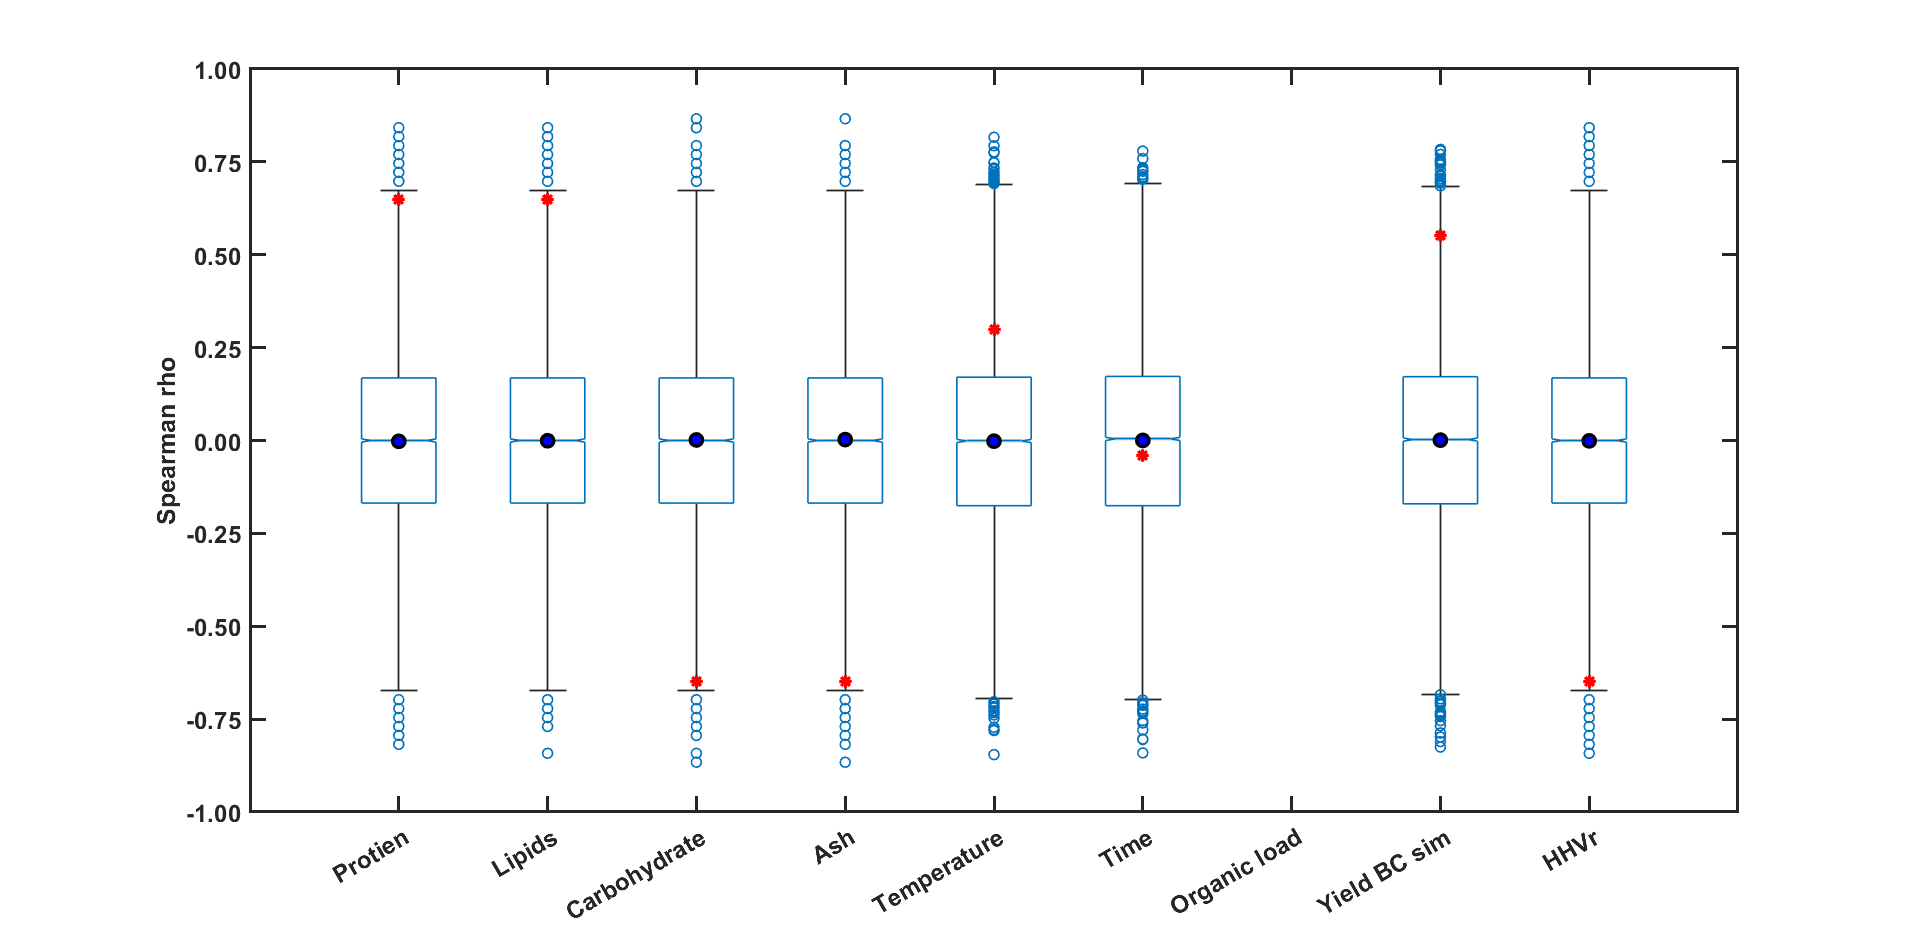 1.00
0.75
0.50
0.25
0.00
-0.25
-0.50
-0.75
-1.00
Spearman rho
Protien
Lipids
Carbohydrate
Ash
Temperature
Time
Organic load
Yield BC sim
HHVr